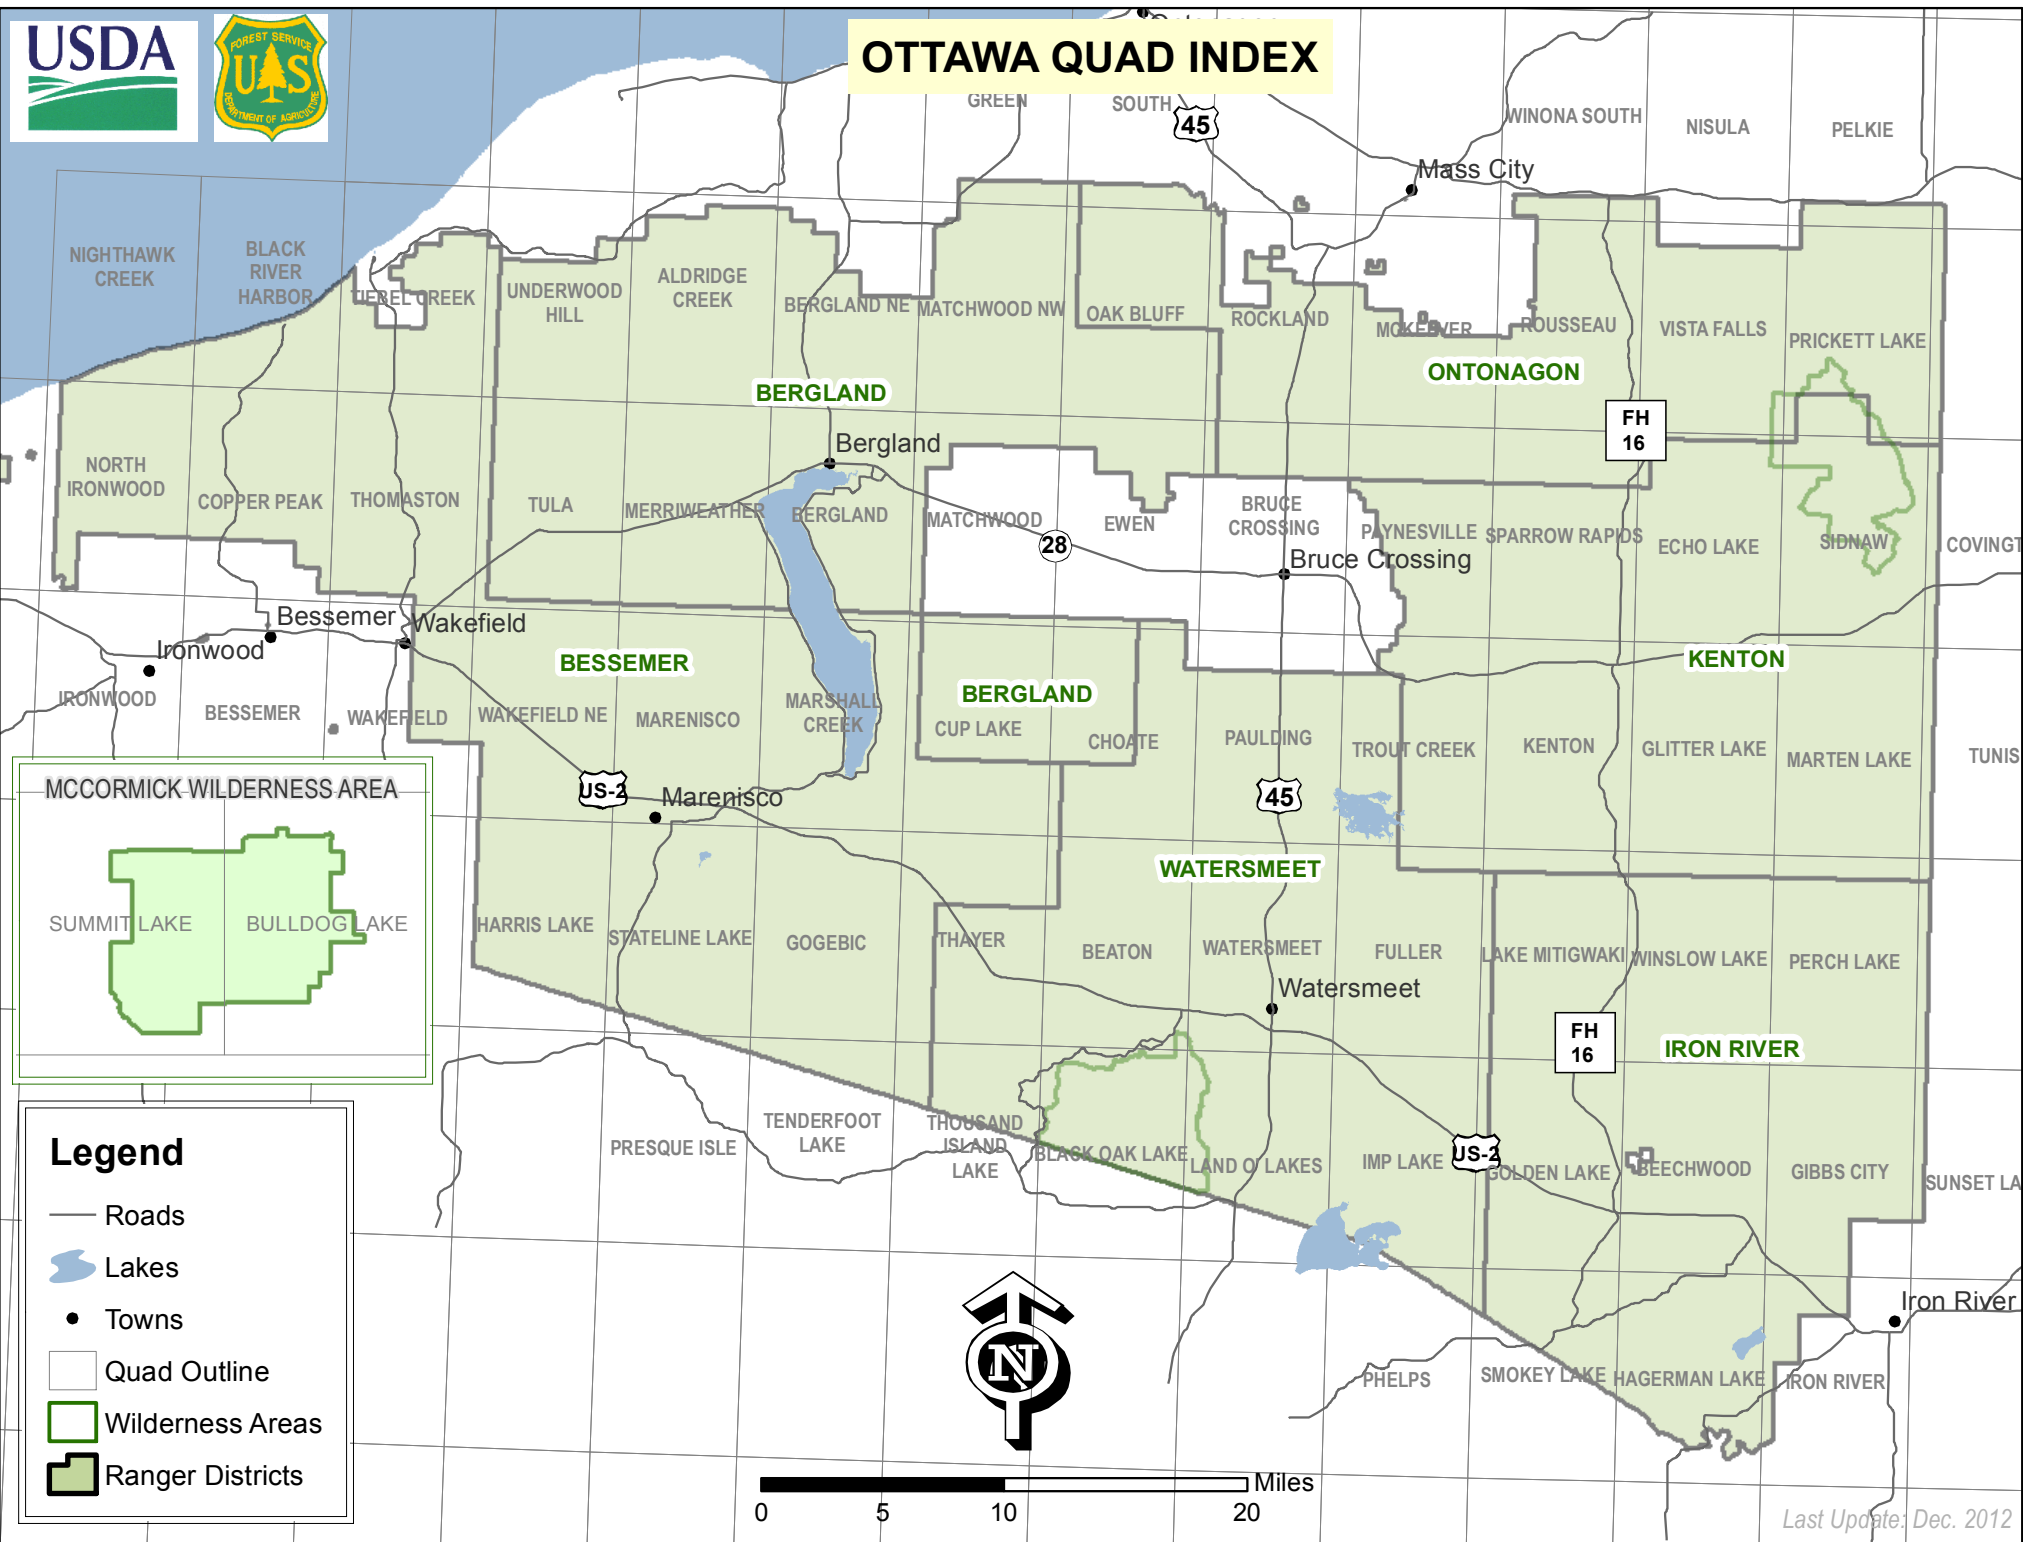 USDA
FOREST SERVICE
U S
DEPARTMENT OF AGRICULTURE
OTTAWA QUAD INDEX
GREEN
SOUTH
45
WINONA SOUTH
NISULA
PELKIE
Mass City
NIGHTHAWK
CREEK
BLACK
RIVER
HARBOR
TIEBEL CREEK
UNDERWOOD
HILL
ALDRIDGE
CREEK
BERGLAND NE
MATCHWOOD NW
OAK BLUFF
ROCKLAND
MCKEEVER
ROUSSEAU
VISTA FALLS
PRICKETT LAKE
BERGLAND
ONTONAGON
FH
16
Bergland
NORTH
IRONWOOD
COPPER PEAK
THOMASTON
TULA
MERRIWEATHER
BERGLAND
MATCHWOOD
28
EWEN
BRUCE
CROSSING
PAYNESVILLE
SPARROW RAPIDS
ECHO LAKE
SIDNAW
COVINGT
Bruce Crossing
Bessemer
Wakefield
Ironwood
BESSEMER
BERGLAND
KENTON
IRONWOOD
BESSEMER
WAKEFIELD
WAKEFIELD NE
MARENISCO
MARSHALL
CREEK
CUP LAKE
CHOATE
PAULDING
TROUT CREEK
KENTON
GLITTER LAKE
MARTEN LAKE
TUNIS
MCCORMICK WILDERNESS AREA
SUMMIT LAKE
BULLDOG LAKE
US-2
Marenisco
45
WATERSMEET
HARRIS LAKE
STATELINE LAKE
GOGEBIC
THAYER
BEATON
WATERSMEET
FULLER
LAKE MITIGWAKI
WINSLOW LAKE
PERCH LAKE
Watersmeet
FH
16
IRON RIVER
PRESQUE ISLE
TENDERFOOT
LAKE
THOUSAND
ISLAND
LAKE
BLACK OAK LAKE
LAND O' LAKES
IMP LAKE
US-2
GOLDEN LAKE
BEECHWOOD
GIBBS CITY
SUNSET LA
Legend
Roads
Lakes
Towns
Quad Outline
Wilderness Areas
Ranger Districts
N
Iron River
PHELPS
SMOKEY LAKE
HAGERMAN LAKE
IRON RIVER
Miles
0 5 10 20
Last Update: Dec. 2012